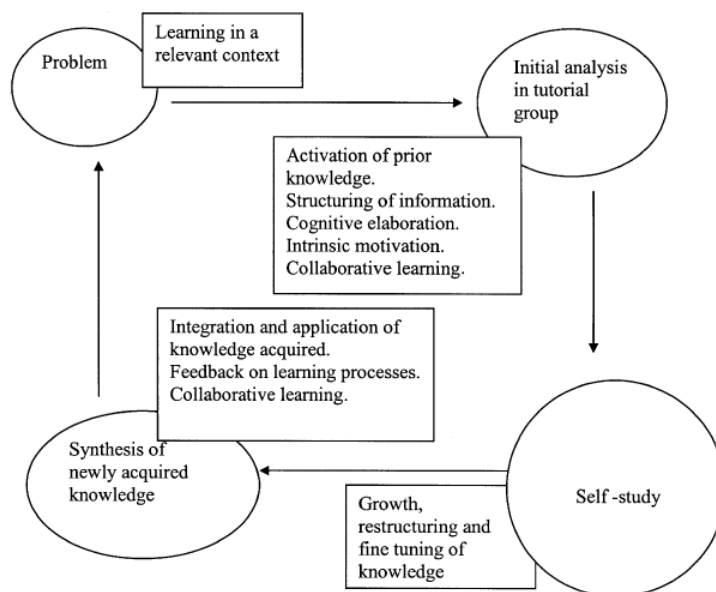 Problem
Learning in a
relevant context
Initial analysis
in tutorial
group
Activation of prior
knowledge.
Structuring of information.
Cognitive elaboration.
Intrinsic motivation.
Collaborative learning.
Integration and application of
knowledge acquired.
Feedback on learning processes.
Collaborative learning.
Synthesis of
newly acquired
knowledge
Self -study
Growth,
restructuring and
fine tuning of
knowledge